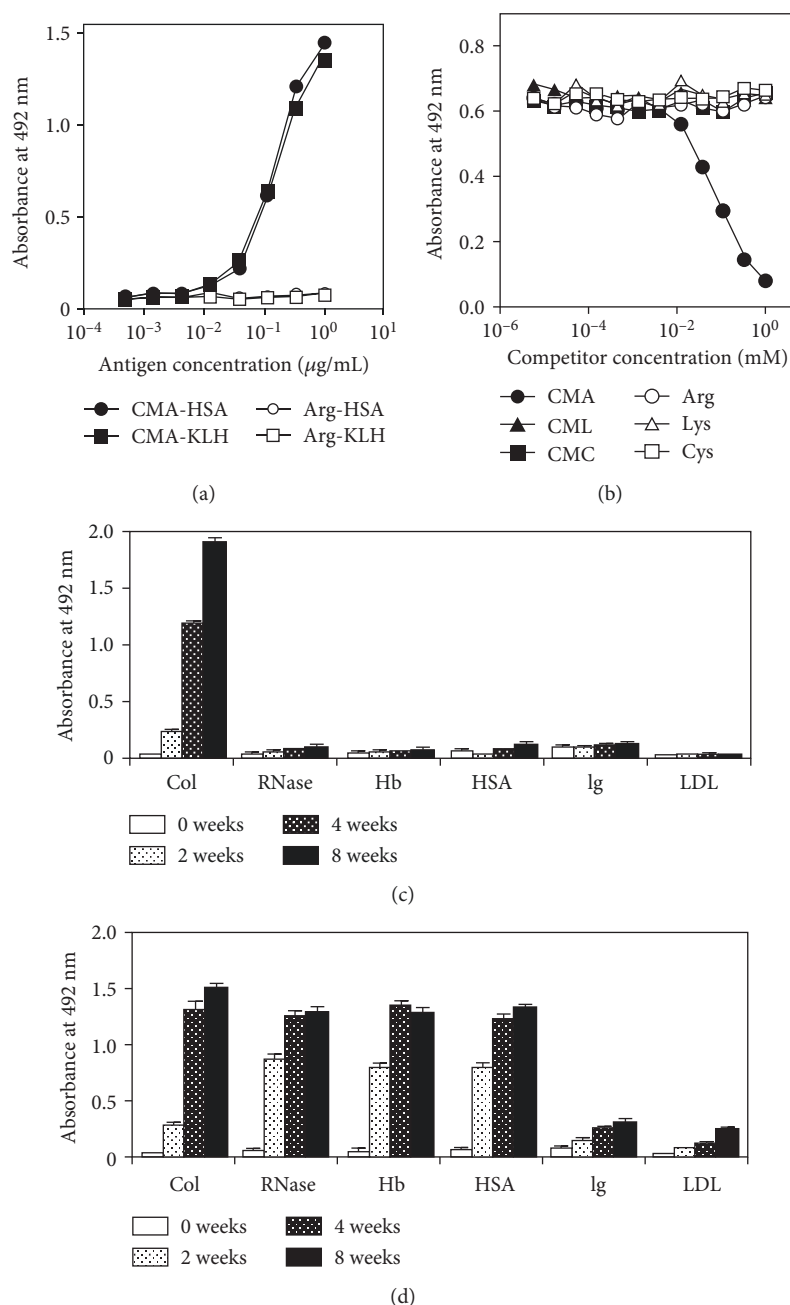 1.5
1.0
0.5
0
Absorbance at 492 nm
10⁻⁴ 10⁻³ 10⁻² 10⁻¹ 10⁰ 10¹
Antigen concentration (μg/mL)
CMA-HSA Arg-HSA
CMA-KLH Arg-KLH
(a)
0.8
0.6
0.4
0.2
0.0
Absorbance at 492 nm
10⁻⁶ 10⁻⁴ 10⁻² 10⁰
Competitor concentration (mM)
CMA Arg
CML Lys
CMC Cys
(b)
2.0
1.5
1.0
0.5
0
Absorbance at 492 nm
Col RNase Hb HSA lg LDL
0 weeks 4 weeks
2 weeks 8 weeks
(c)
2.0
1.5
1.0
0.5
0
Absorbance at 492 nm
Col RNase Hb HSA lg LDL
0 weeks 4 weeks
2 weeks 8 weeks
(d)